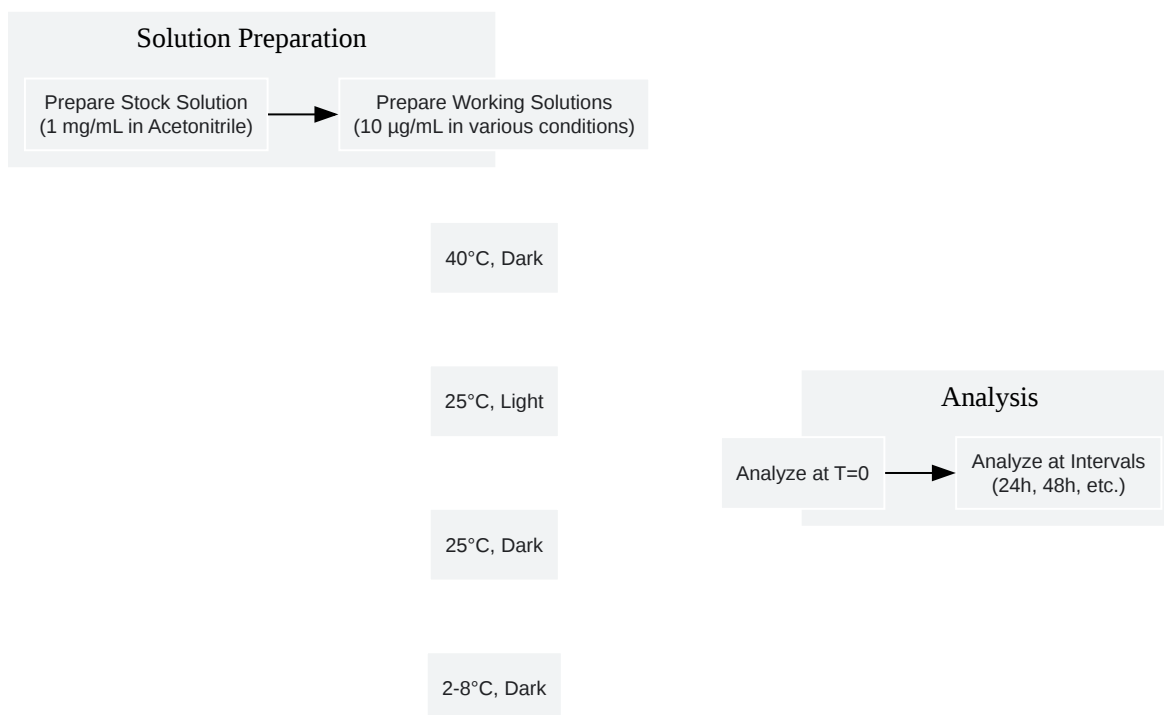 Solution Preparation
Prepare Stock Solution
(1 mg/mL in Acetonitrile)
Prepare Working Solutions
(10 µg/mL in various conditions)
40°C, Dark
25°C, Light
Analysis
Analyze at T=0
Analyze at Intervals
(24h, 48h, etc.)
25°C, Dark
2-8°C, Dark